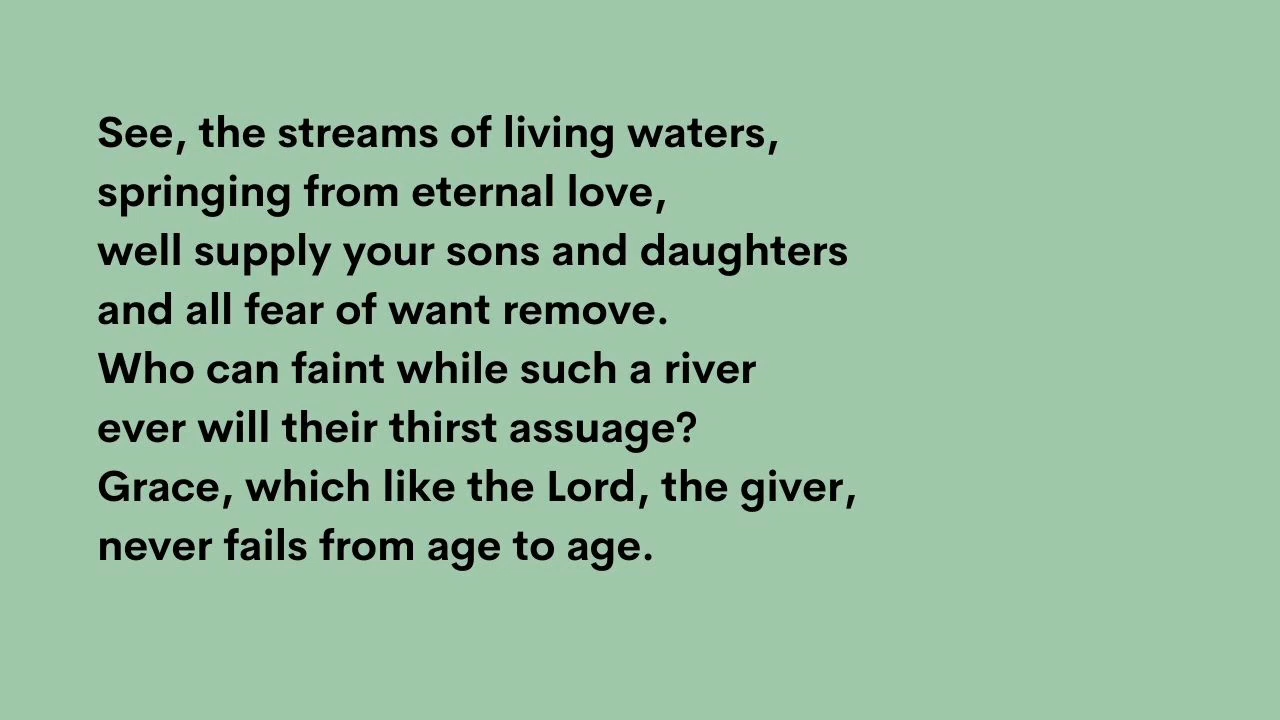 See, the streams of living waters,
springing from eternal love,
well supply your sons and daughters
and all fear of want remove.
Who can faint while such a river
ever will their thirst assuage?
Grace, which like the Lord, the giver,
never fails from age to age.